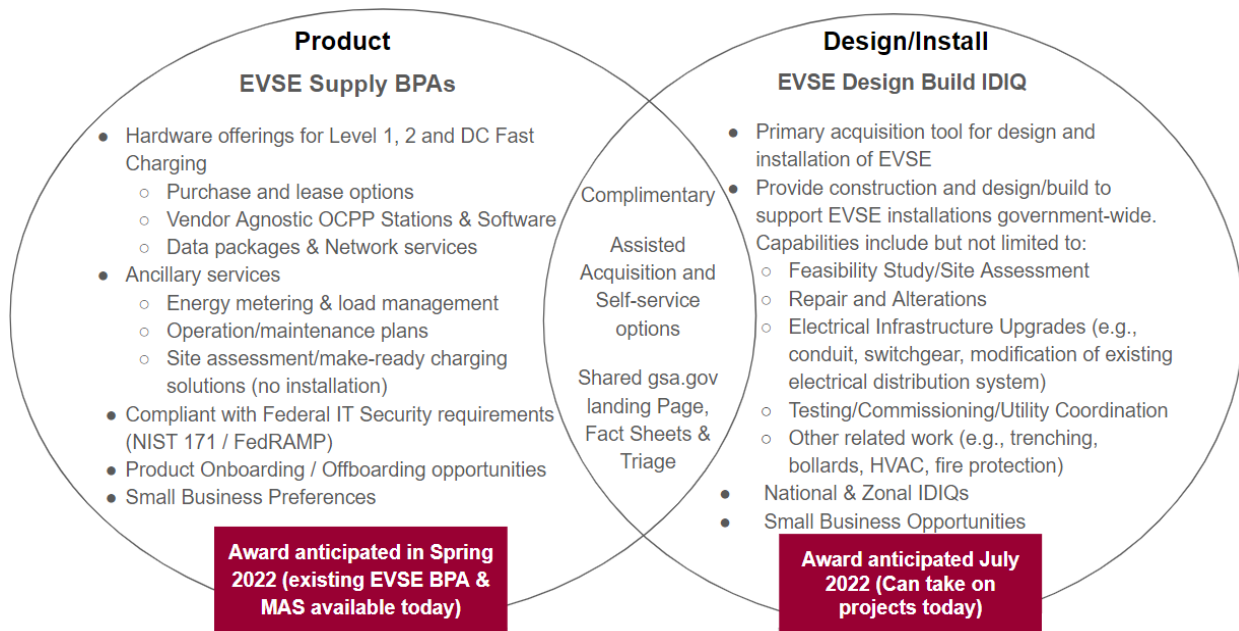 Product
EVSE Supply BPAs
● Hardware offerings for Level 1, 2 and DC Fast
Charging
○ Purchase and lease options
○ Vendor Agnostic OCPP Stations & Software
○ Data packages & Network services
● Ancillary services
○ Energy metering & load management
○ Operation/maintenance plans
○ Site assessment/make-ready charging
solutions (no installation)
● Compliant with Federal IT Security requirements
(NIST 171 / FedRAMP)
● Product Onboarding / Offboarding opportunities
● Small Business Preferences
Award anticipated in Spring
2022 (existing EVSE BPA &
MAS available today)
Complimentary
Assisted
Acquisition and
Self-service
options
Shared gsa.gov
landing Page,
Fact Sheets &
Triage
Design/Install
EVSE Design Build IDIQ
● Primary acquisition tool for design and
installation of EVSE
● Provide construction and design/build to
support EVSE installations government-wide.
Capabilities include but not limited to:
○ Feasibility Study/Site Assessment
○ Repair and Alterations
○ Electrical Infrastructure Upgrades (e.g.,
conduit, switchgear, modification of existing
electrical distribution system)
○ Testing/Commissioning/Utility Coordination
○ Other related work (e.g., trenching,
bollards, HVAC, fire protection)
● National & Zonal IDIQs
● Small Business Opportunities
Award anticipated July
2022 (Can take on
projects today)